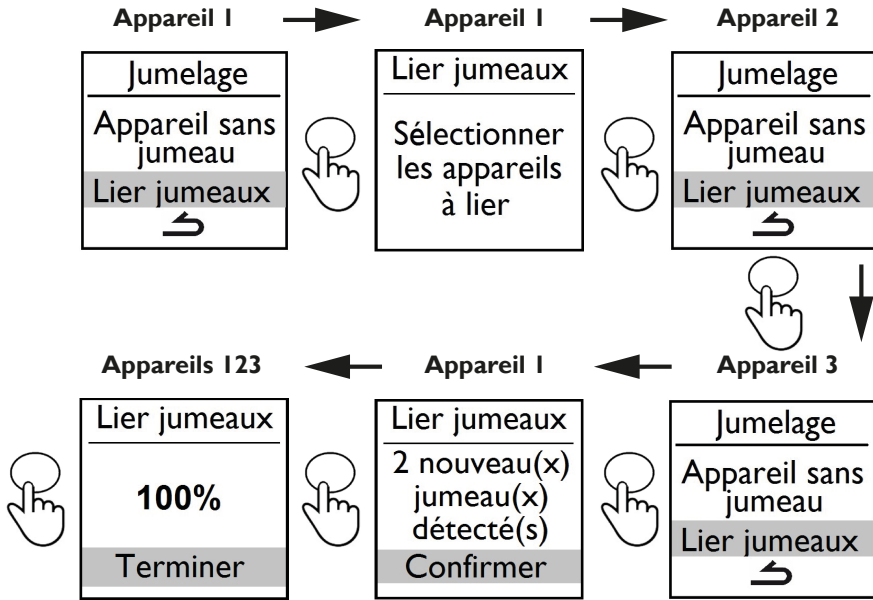 Appareil 1
Appareil 1
Appareil 2
Jumelage
Appareil sans
jumeau
Lier jumeaux
Lier jumeaux
Sélectionner
les appareils
à lier
Jumelage
Appareil sans
jumeau
Lier jumeaux
Appareil 3
Jumelage
Appareil sans
jumeau
Lier jumeaux
Appareil 1
Lier jumeaux
2 nouveau(x)
jumeau(x)
détecté(s)
Confirmer
Appareils 123
Lier jumeaux
100%
Terminer